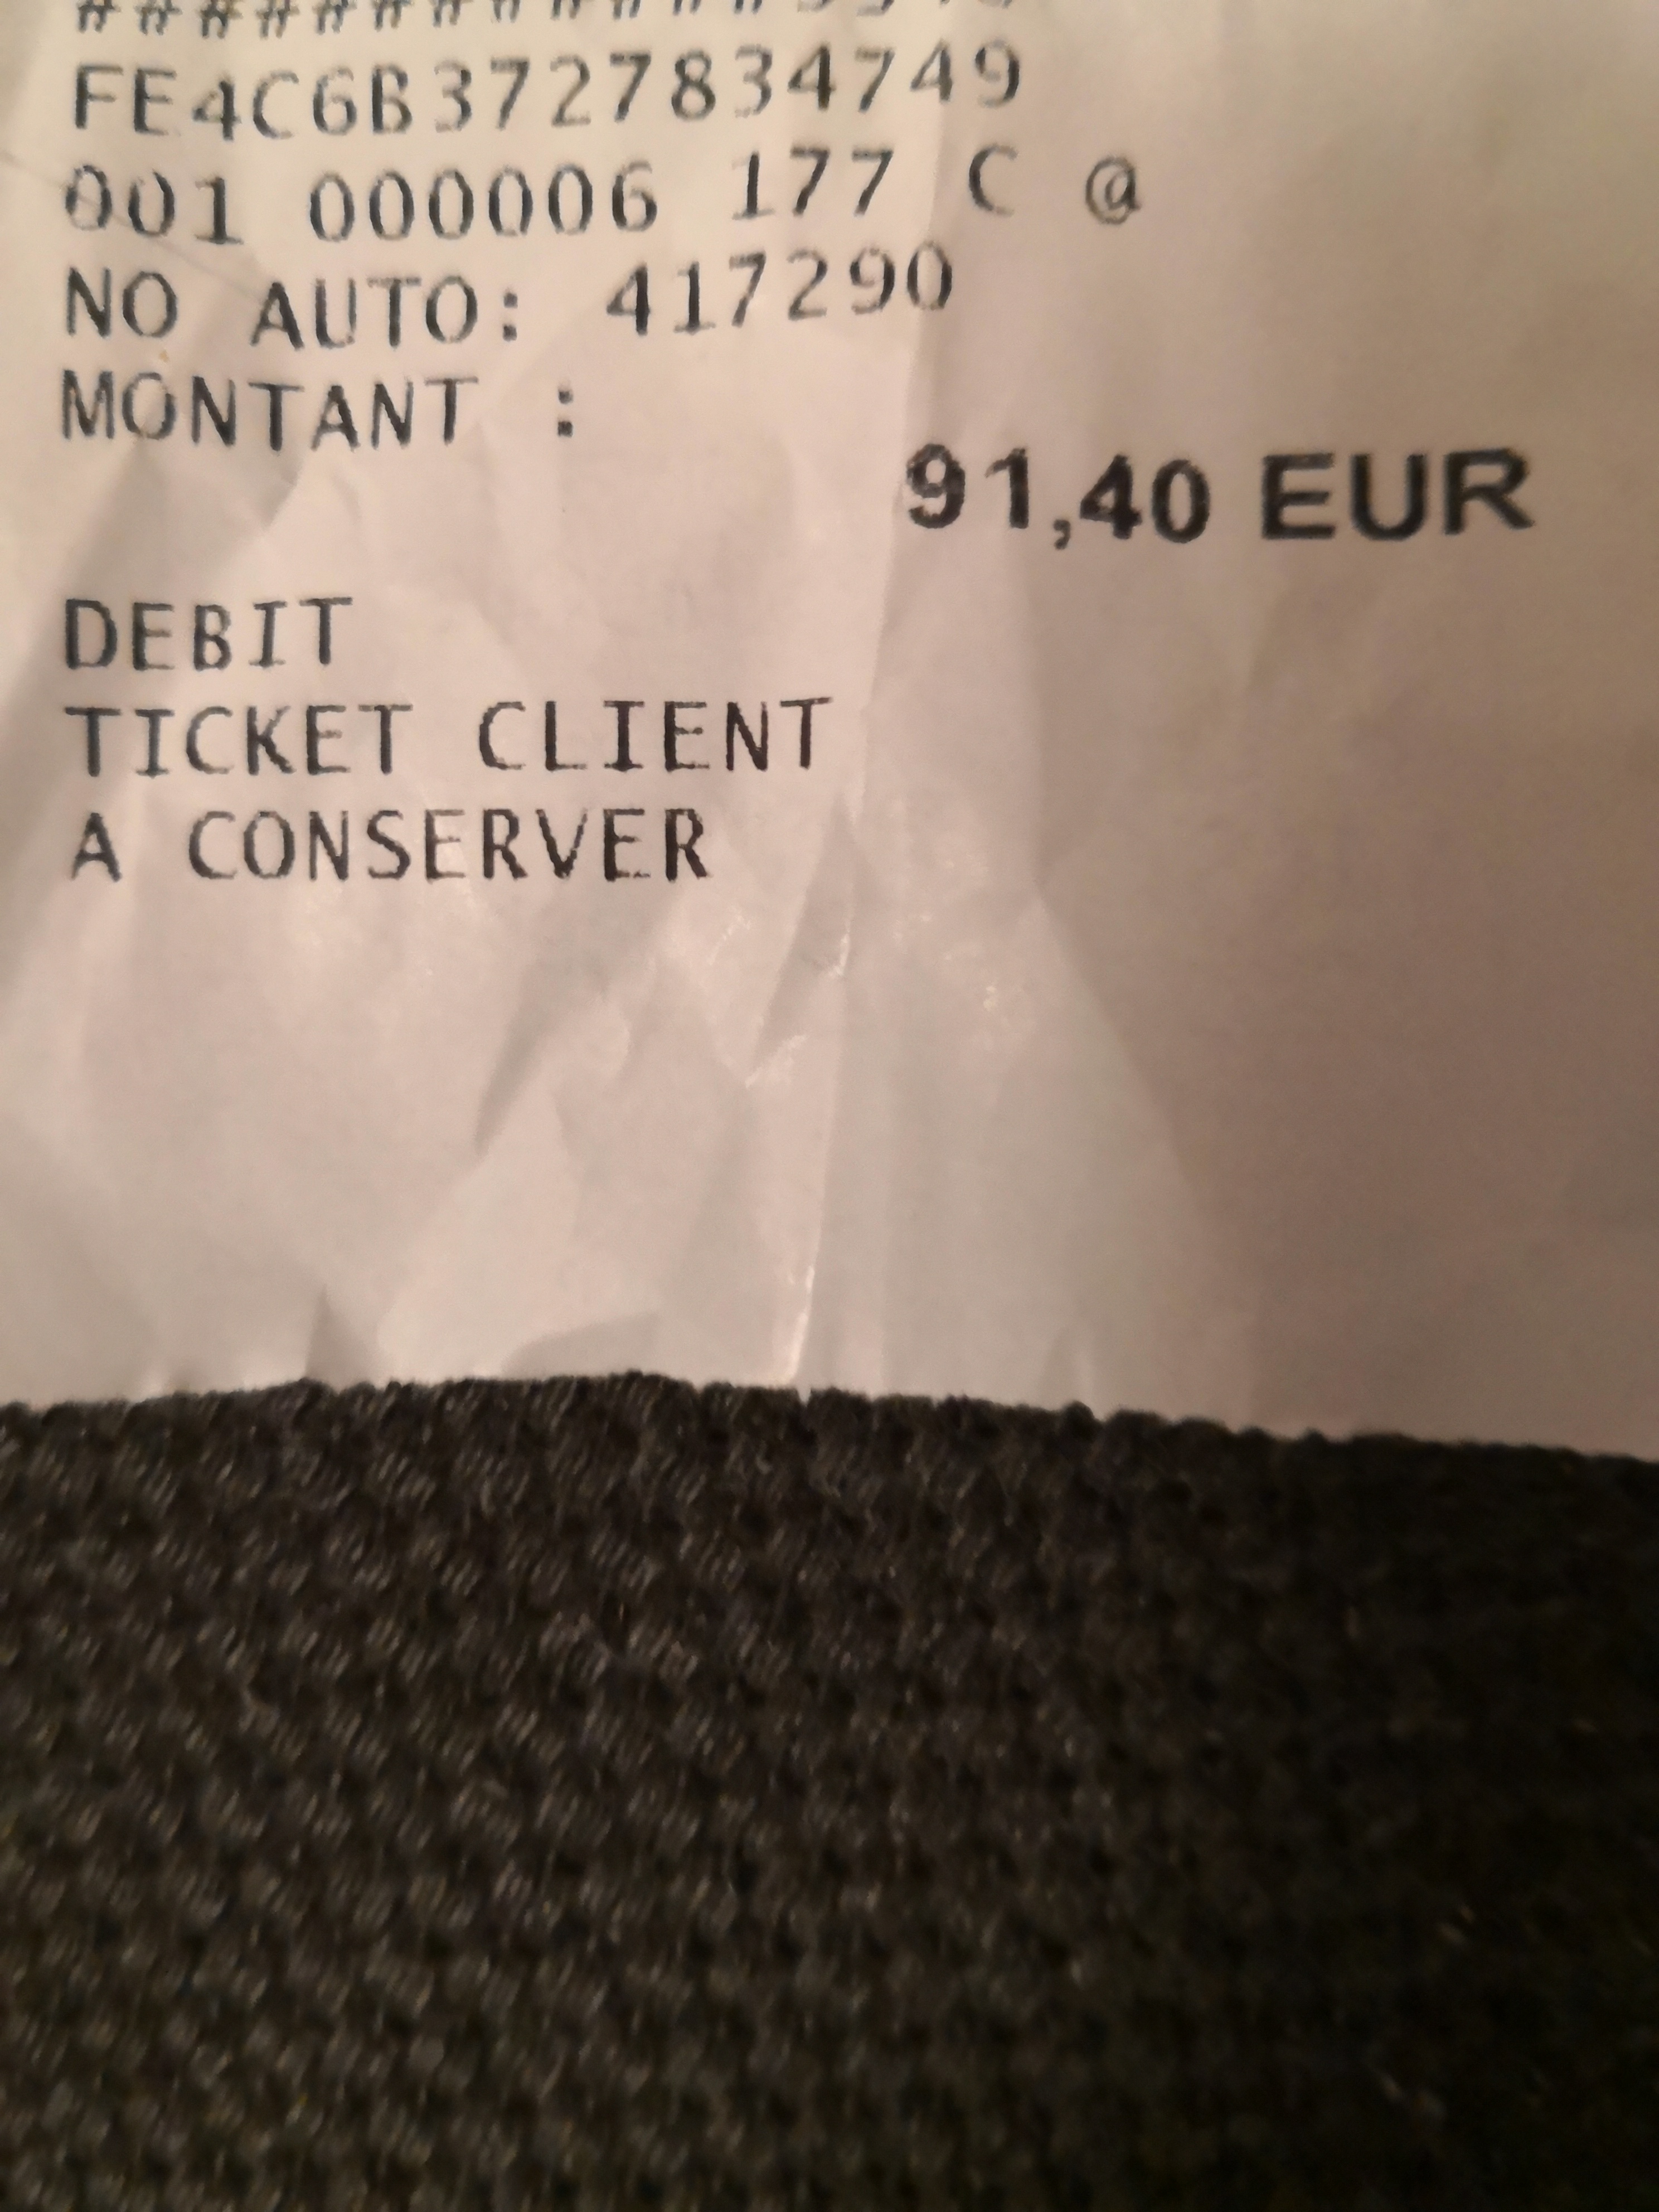 FE4C6B3727834749
001 000006 177 C @
NO AUTO: 417290
MONTANT :
91,40 EUR
DEBIT
TICKET CLIENT
A CONSERVER